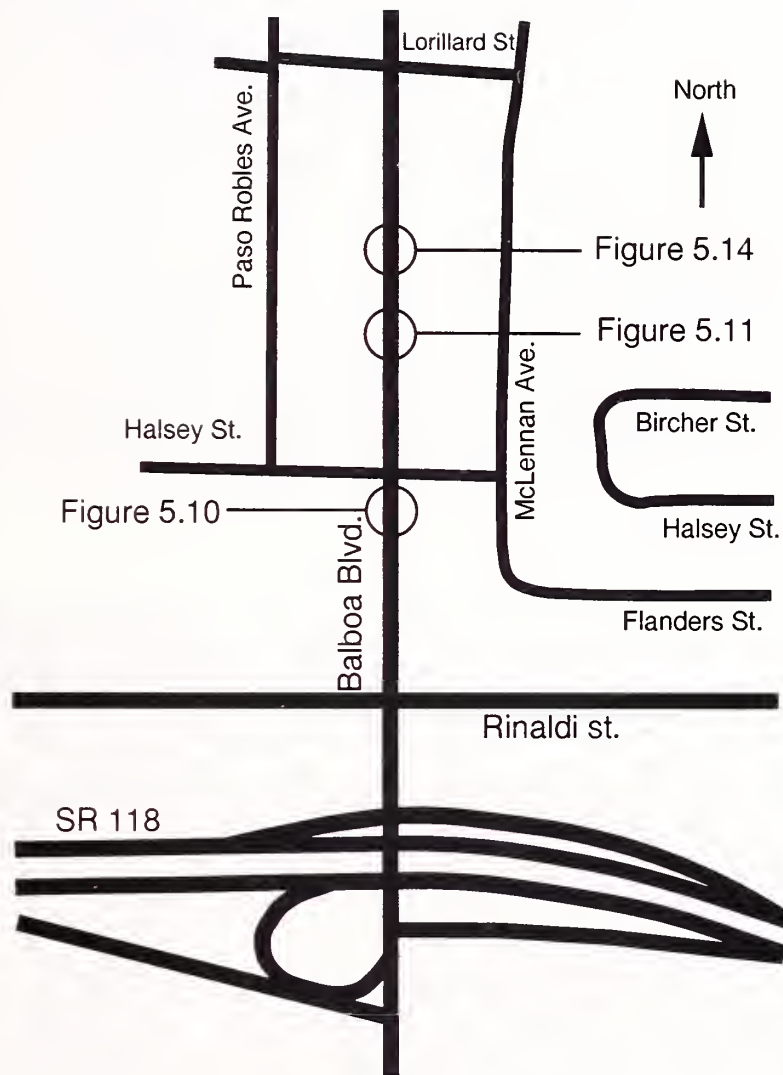 Lorillard St
North
Paso Robles Ave.
Figure 5.14
Figure 5.11
McLennan Ave.
Halsey St.
Bircher St.
Figure 5.10
Halsey St.
Balboa Blvd.
Flanders St.
Rinaldi st.
SR 118